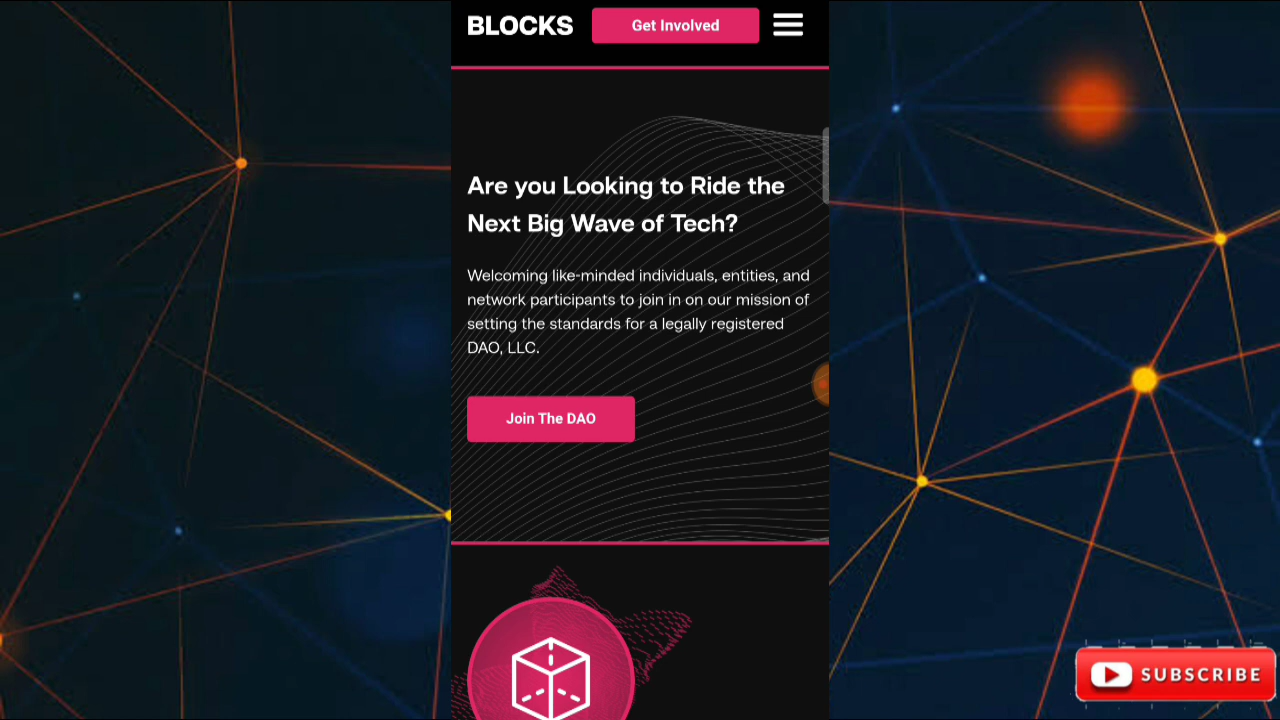 BLOCKS
Get Involved
Are you Looking to Ride the
Next Big Wave of Tech?
Welcoming like-minded individuals, entities, and
network participants to join in on our mission of
setting the standards for a legally registered
DAO, LLC.
Join The DAO
SUBSCRIBE